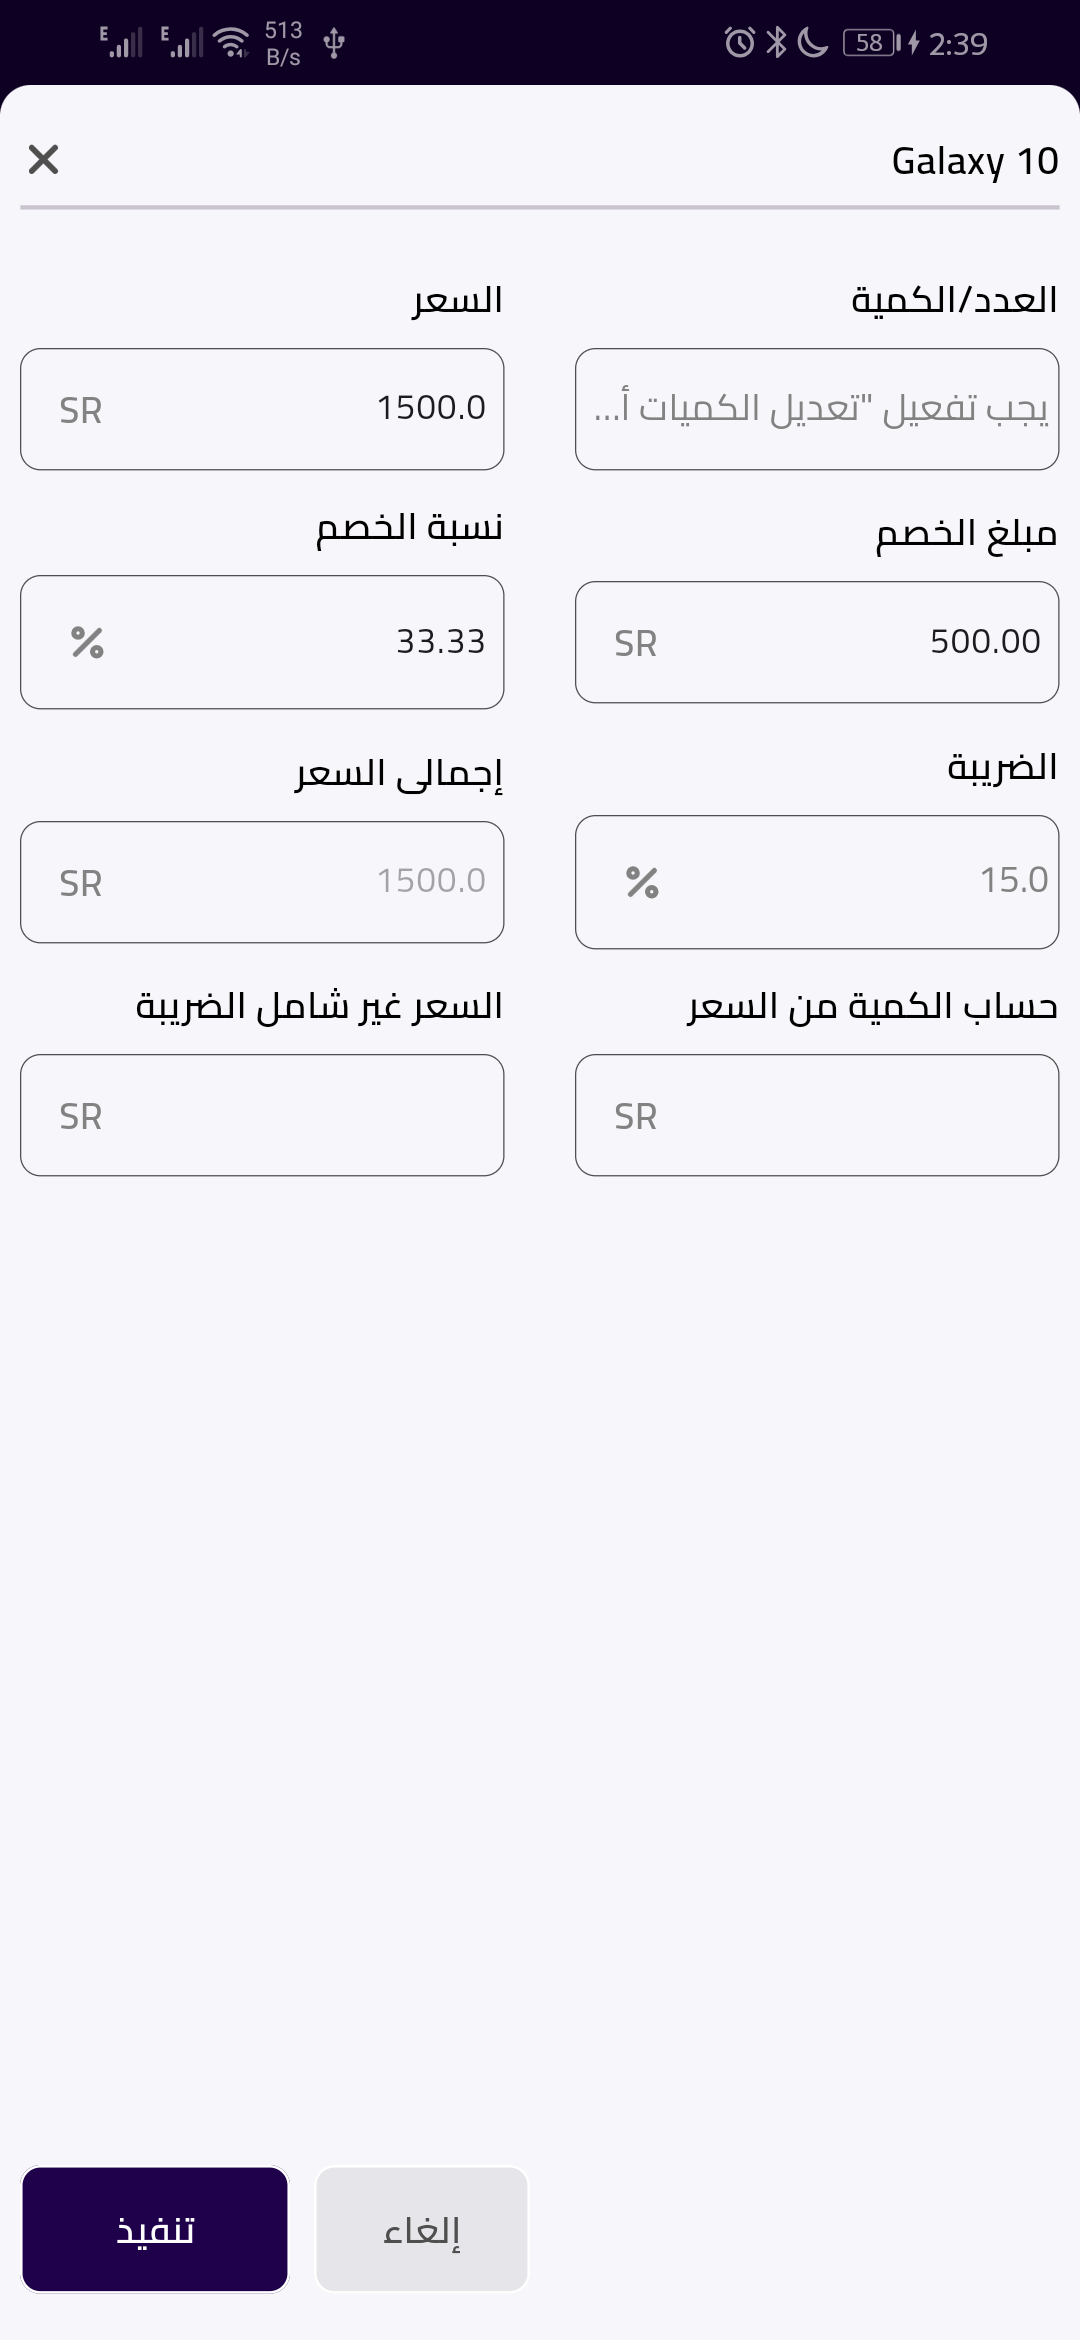 E E 513 B/s 58 2:39
Galaxy 10
العدد/الكمية
السعر
يجب تفعيل "تعديل الكميات أ...
1500.0 SR
مبلغ الخصم
نسبة الخصم
500.00 SR
33.33 %
الضريبة
إجمالى السعر
15.0 %
1500.0 SR
حساب الكمية من السعر
السعر غير شامل الضريبة
SR
SR
إلغاء
تنفيذ